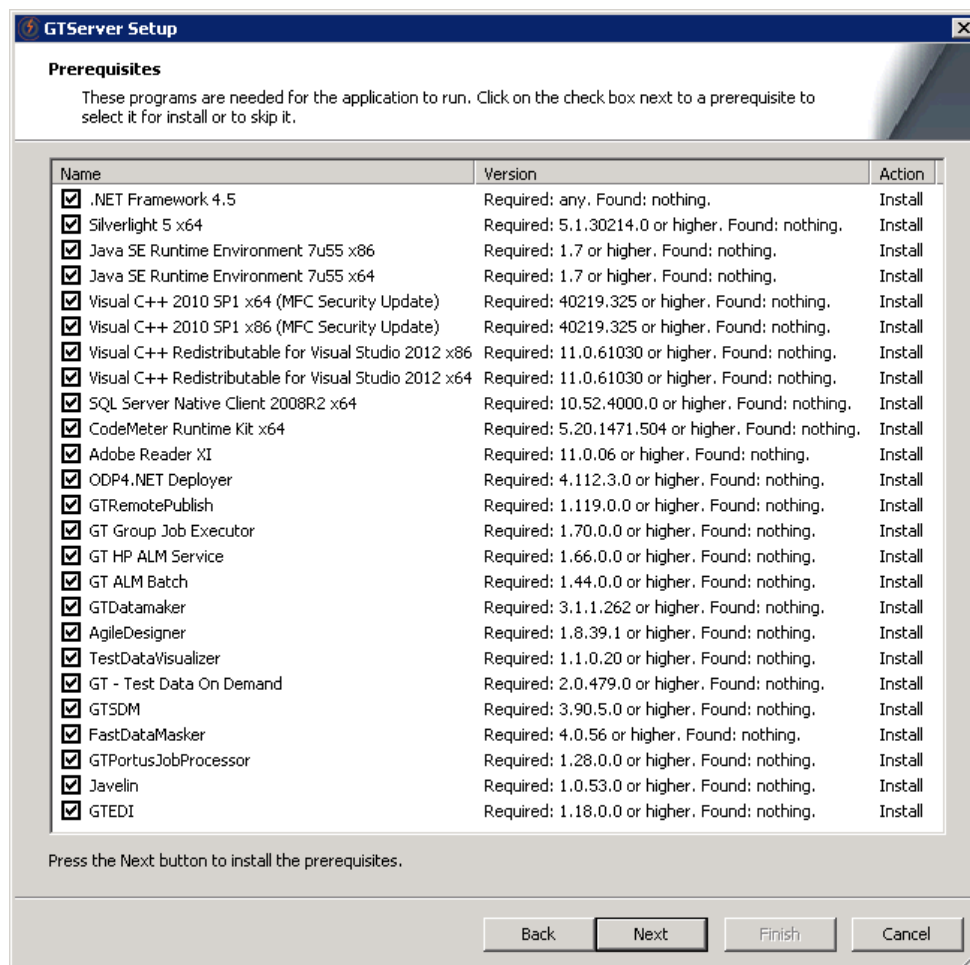 GTServer Setup
Prerequisites
These programs are needed for the application to run. Click on the check box next to a prerequisite to
select it for install or to skip it.
Name Version Action
.NET Framework 4.5 Required: any. Found: nothing. Install
Silverlight 5 x64 Required: 5.1.30214.0 or higher. Found: nothing. Install
Java SE Runtime Environment 7u55 x86 Required: 1.7 or higher. Found: nothing. Install
Java SE Runtime Environment 7u55 x64 Required: 1.7 or higher. Found: nothing. Install
Visual C++ 2010 SP1 x64 (MFC Security Update) Required: 40219.325 or higher. Found: nothing. Install
Visual C++ 2010 SP1 x86 (MFC Security Update) Required: 40219.325 or higher. Found: nothing. Install
Visual C++ Redistributable for Visual Studio 2012 x86 Required: 11.0.61030 or higher. Found: nothing. Install
Visual C++ Redistributable for Visual Studio 2012 x64 Required: 11.0.61030 or higher. Found: nothing. Install
SQL Server Native Client 2008R2 x64 Required: 10.52.4000.0 or higher. Found: nothing. Install
CodeMeter Runtime Kit x64 Required: 5.20.1471.504 or higher. Found: nothing. Install
Adobe Reader XI Required: 11.0.06 or higher. Found: nothing. Install
ODP4.NET Deployer Required: 4.112.3.0 or higher. Found: nothing. Install
GTRemotePublish Required: 1.119.0.0 or higher. Found: nothing. Install
GT Group Job Executor Required: 1.70.0.0 or higher. Found: nothing. Install
GT HP ALM Service Required: 1.66.0.0 or higher. Found: nothing. Install
GT ALM Batch Required: 1.44.0.0 or higher. Found: nothing. Install
GTDatamaker Required: 3.1.1.262 or higher. Found: nothing. Install
AgileDesigner Required: 1.8.39.1 or higher. Found: nothing. Install
TestDataVisualizer Required: 1.1.0.20 or higher. Found: nothing. Install
GT - Test Data On Demand Required: 2.0.479.0 or higher. Found: nothing. Install
GTSDM Required: 3.90.5.0 or higher. Found: nothing. Install
FastDataMasker Required: 4.0.56 or higher. Found: nothing. Install
GTPortusJobProcessor Required: 1.28.0.0 or higher. Found: nothing. Install
Javelin Required: 1.0.53.0 or higher. Found: nothing. Install
GTEDI Required: 1.18.0.0 or higher. Found: nothing. Install
Press the Next button to install the prerequisites.
Back Next Finish Cancel